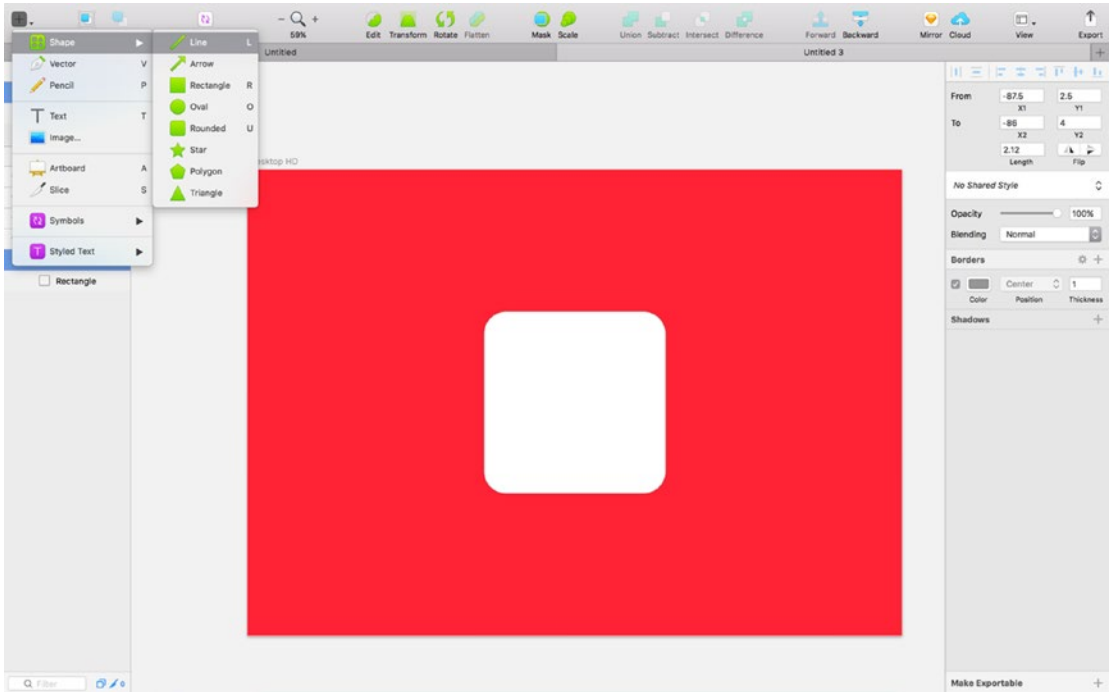 59%
Edit Transform Rotate Flatten Mask Scale Union Subtract Intersect Difference Forward Backward Mirror Cloud View Export
Untitled
Untitled 3
+
Shape
Vector V
Pencil P
Text T
Image...
Artboard A
Slice S
Symbols
Styled Text
Line L
Arrow
Rectangle R
Oval O
Rounded U
Star
Polygon
Triangle
Rectangle
Filter
esktop HD
From -87.5 2.5
X1 Y1
To -86 4
X2 Y2
2.12
Length Flip
No Shared Style
Opacity 100%
Blending Normal
Borders
Center 1
Color Position Thickness
Shadows
Make Exportable